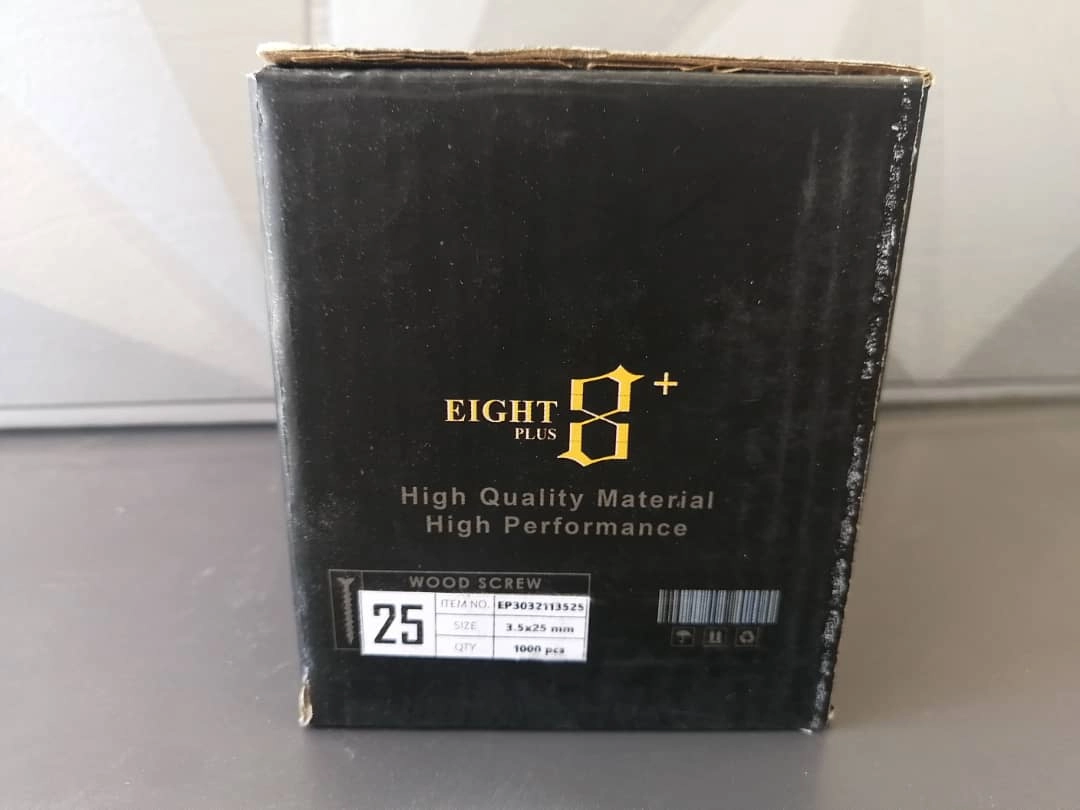 EIGHT
PLUS
8+
High Quality Material
High Performance
WOOD SCREW
25
ITEM NO. EP3032113525
SIZE 3.5x25 mm
QTY 1000 pcs